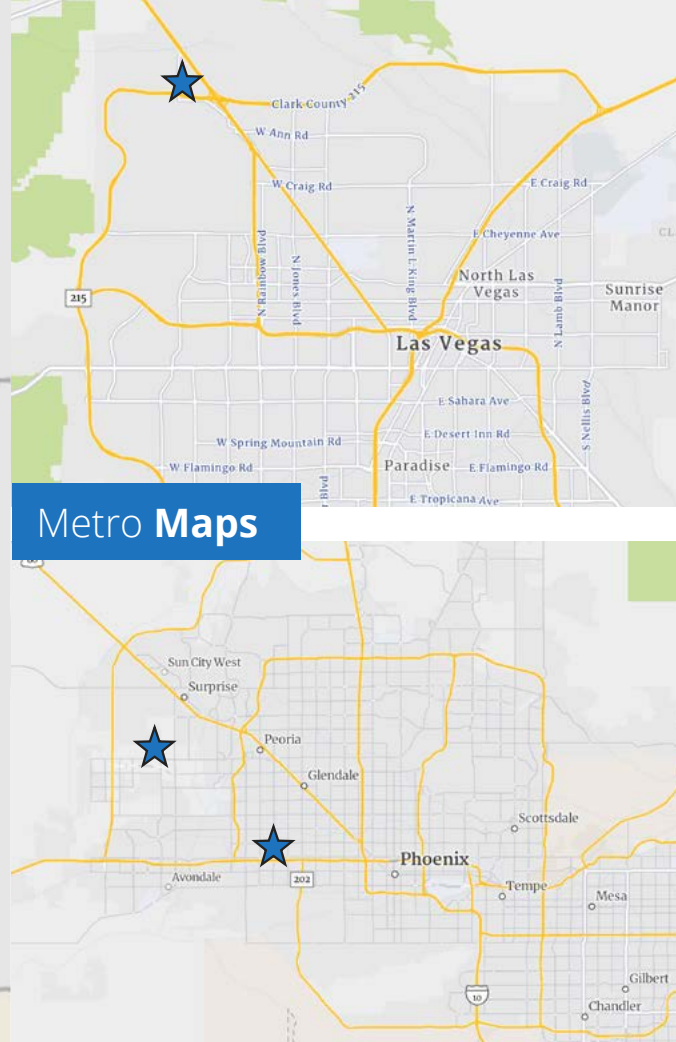 Clark County 215
W Ann Rd
W Craig Rd
E Craig Rd
N Martin L King Blvd
E Cheyenne Ave
CL
N Rainbow Blvd
N Jones Blvd
North Las
Vegas
Sunrise
Manor
215
N Lamb Blvd
Las Vegas
E Sahara Ave
S Nellis Blvd
E Desert Inn Rd
W Spring Mountain Rd
Paradise
E Flamingo Rd
W Flamingo Rd
r Blvd
E Tropicana Ave
Metro Maps
Sun City West
Surprise
Peoria
Glendale
Scottsdale
Phoenix
Avondale
202
Tempe
Mesa
Gilbert
10
Chandler